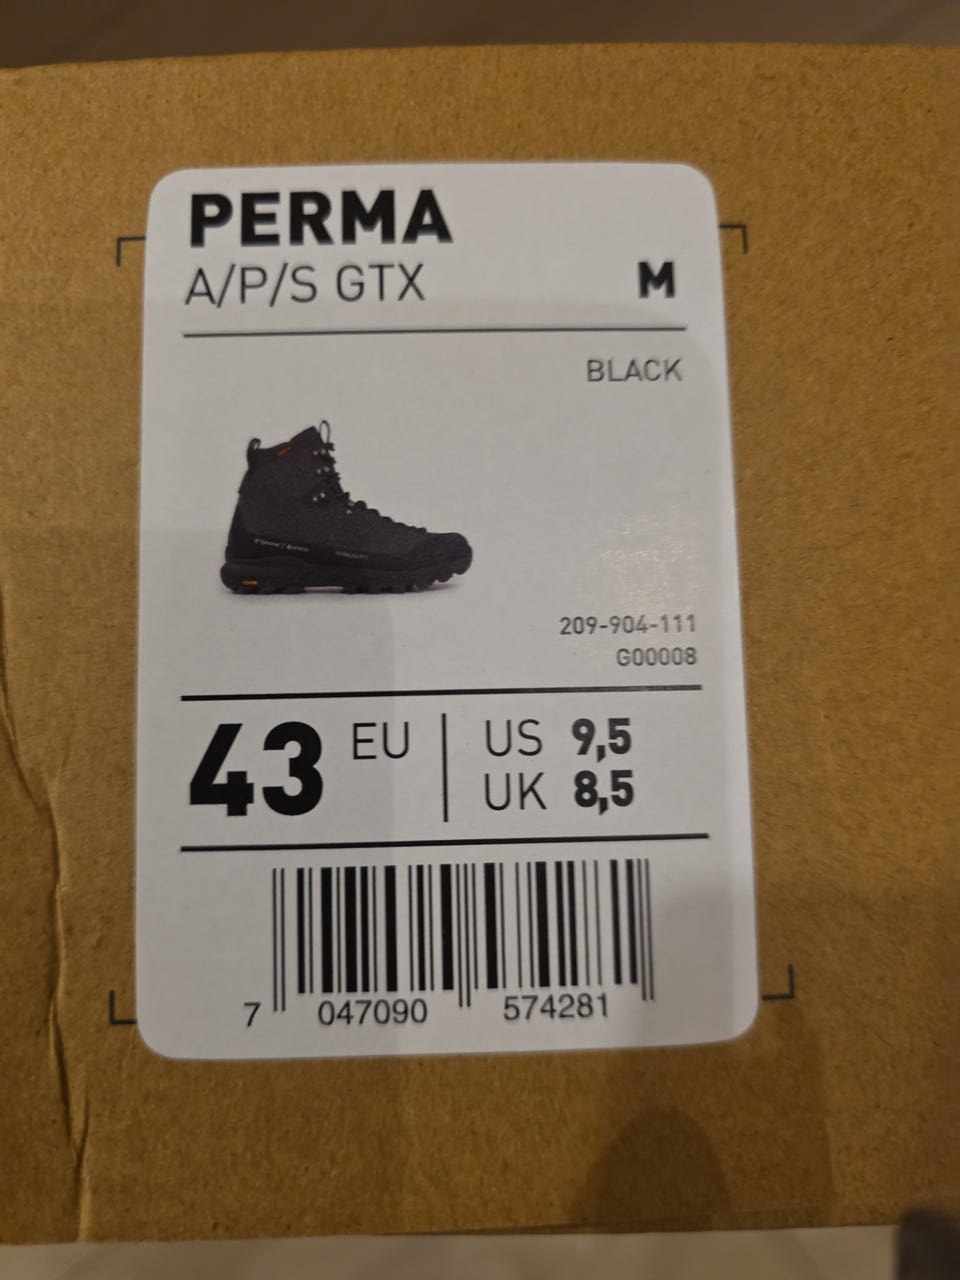 PERMA
A/P/S GTX
M
BLACK
209-904-111
G00008
43 EU
US 9,5
UK 8,5
7 047090 574281